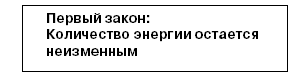 Первый закон:
Количество энергии остается
неизменным